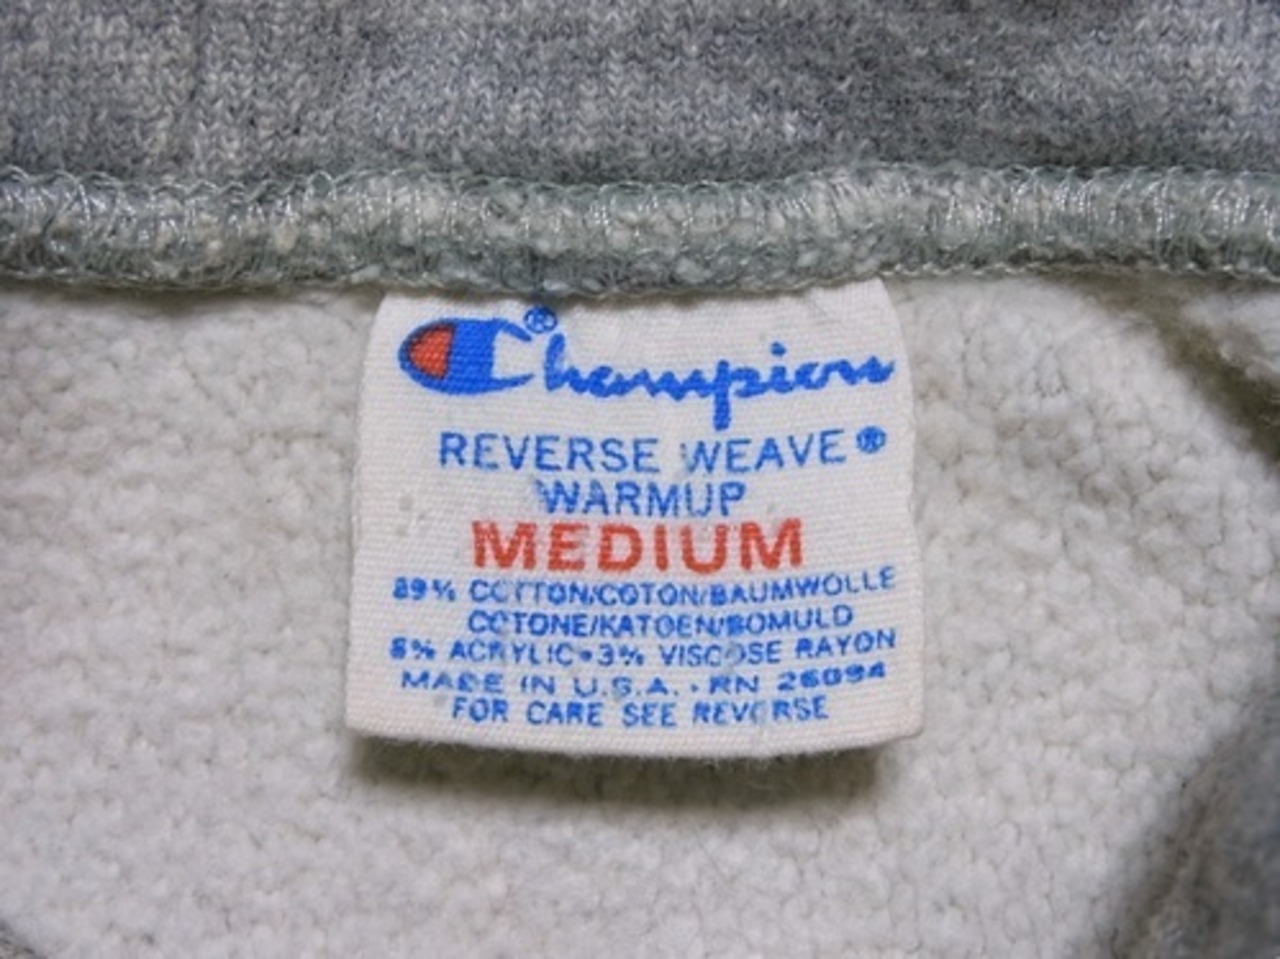 Champion®
REVERSE WEAVE®
WARMUP
MEDIUM
89% COTTON/COTON/BAUMWOLLE
COTONE/KATOEN/BOMULD
8% ACRYLIC•3% VISCOSE RAYON
MADE IN U.S.A. • RN 26094
FOR CARE SEE REVERSE